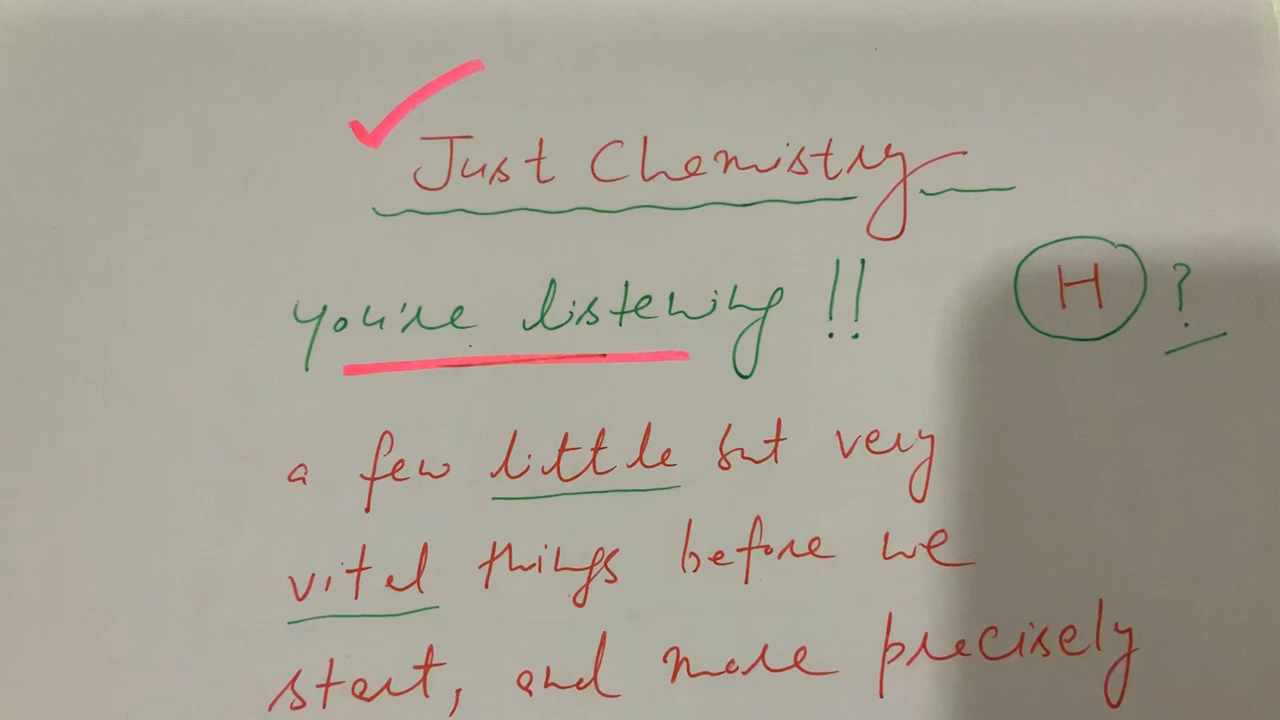 Just Chemistry
you're listening !!
H ?
a few little but very
vital things before we
start, and more precisely